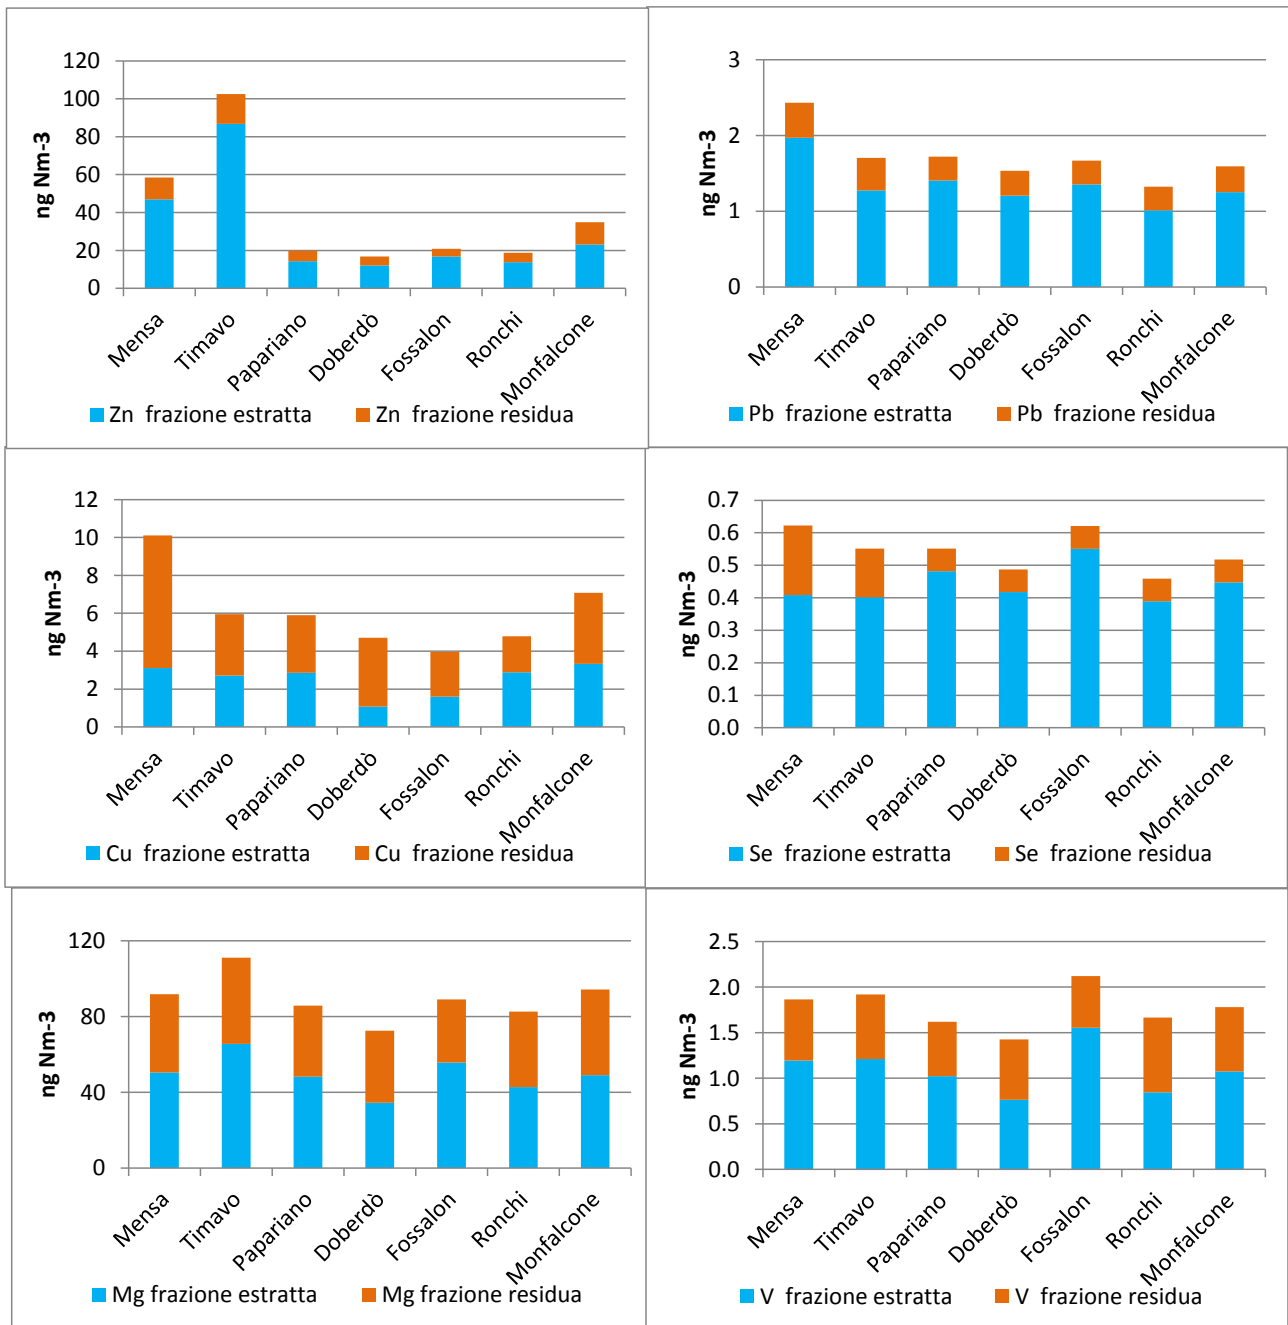 120
100
80
60
40
20
0
ng Nm-3
Mensa
Timavo
Papariano
Doberdò
Fossalon
Ronchi
Monfalcone
Zn frazione estratta
Zn frazione residua
3
2
1
0
ng Nm-3
Mensa
Timavo
Papariano
Doberdò
Fossalon
Ronchi
Monfalcone
Pb frazione estratta
Pb frazione residua
12
10
8
6
4
2
0
ng Nm-3
Mensa
Timavo
Papariano
Doberdò
Fossalon
Ronchi
Monfalcone
Cu frazione estratta
Cu frazione residua
0.7
0.6
0.5
0.4
0.3
0.2
0.1
0.0
ng Nm-3
Mensa
Timavo
Papariano
Doberdò
Fossalon
Ronchi
Monfalcone
Se frazione estratta
Se frazione residua
120
80
40
0
ng Nm-3
Mensa
Timavo
Papariano
Doberdò
Fossalon
Ronchi
Monfalcone
Mg frazione estratta
Mg frazione residua
2.5
2.0
1.5
1.0
0.5
0.0
ng Nm-3
Mensa
Timavo
Papariano
Doberdò
Fossalon
Ronchi
Monfalcone
V frazione estratta
V frazione residua